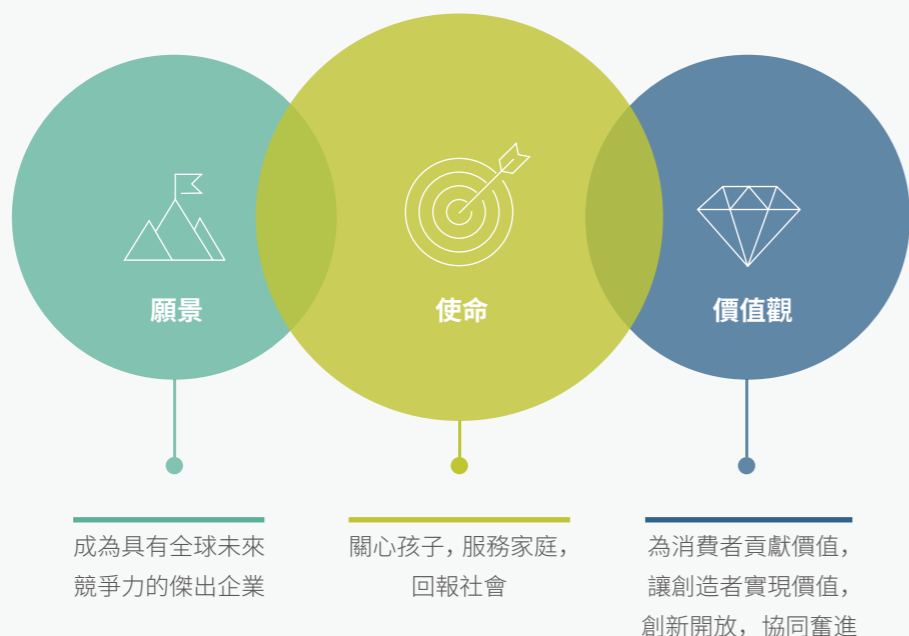 願景
使命
價值觀
成為具有全球未來
競爭力的傑出企業
關心孩子，服務家庭，
回報社會
為消費者貢獻價值，
讓創造者實現價值，
創新開放，協同奮進